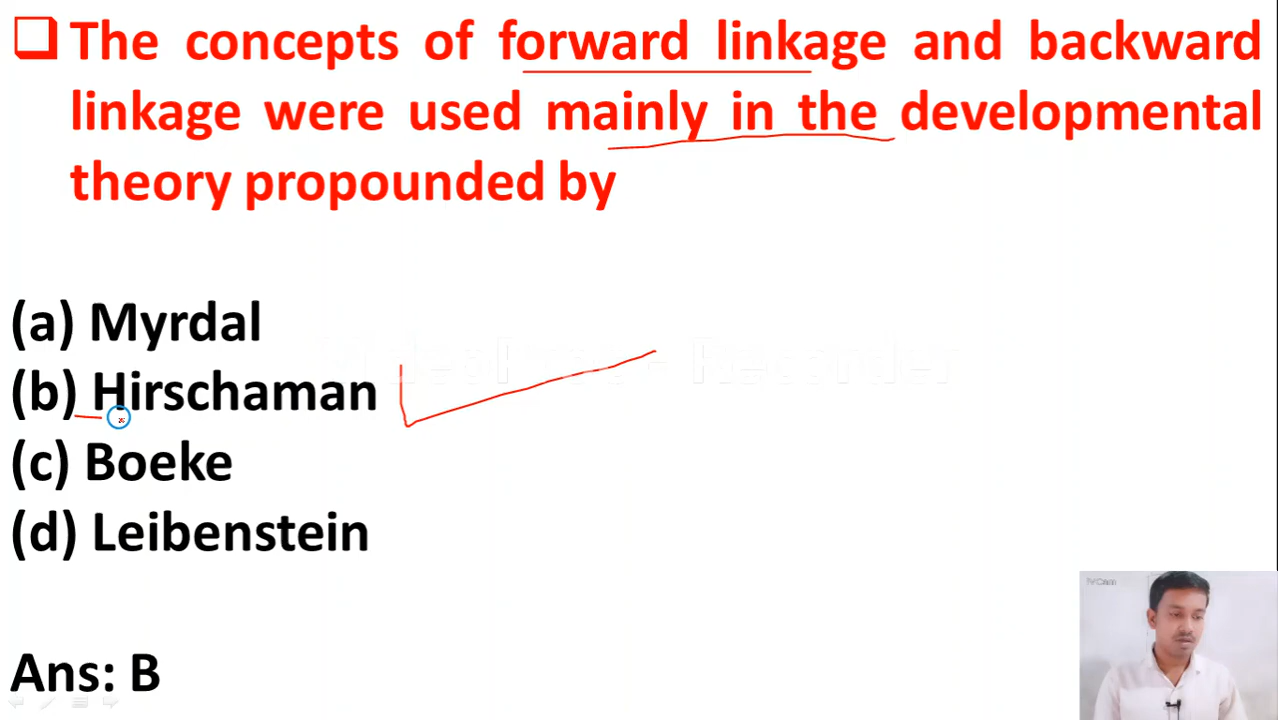 The concepts of forward linkage and backward
linkage were used mainly in the developmental
theory propounded by
(a) Myrdal
(b) Hirschaman
(c) Boeke
(d) Leibenstein
Ans: B